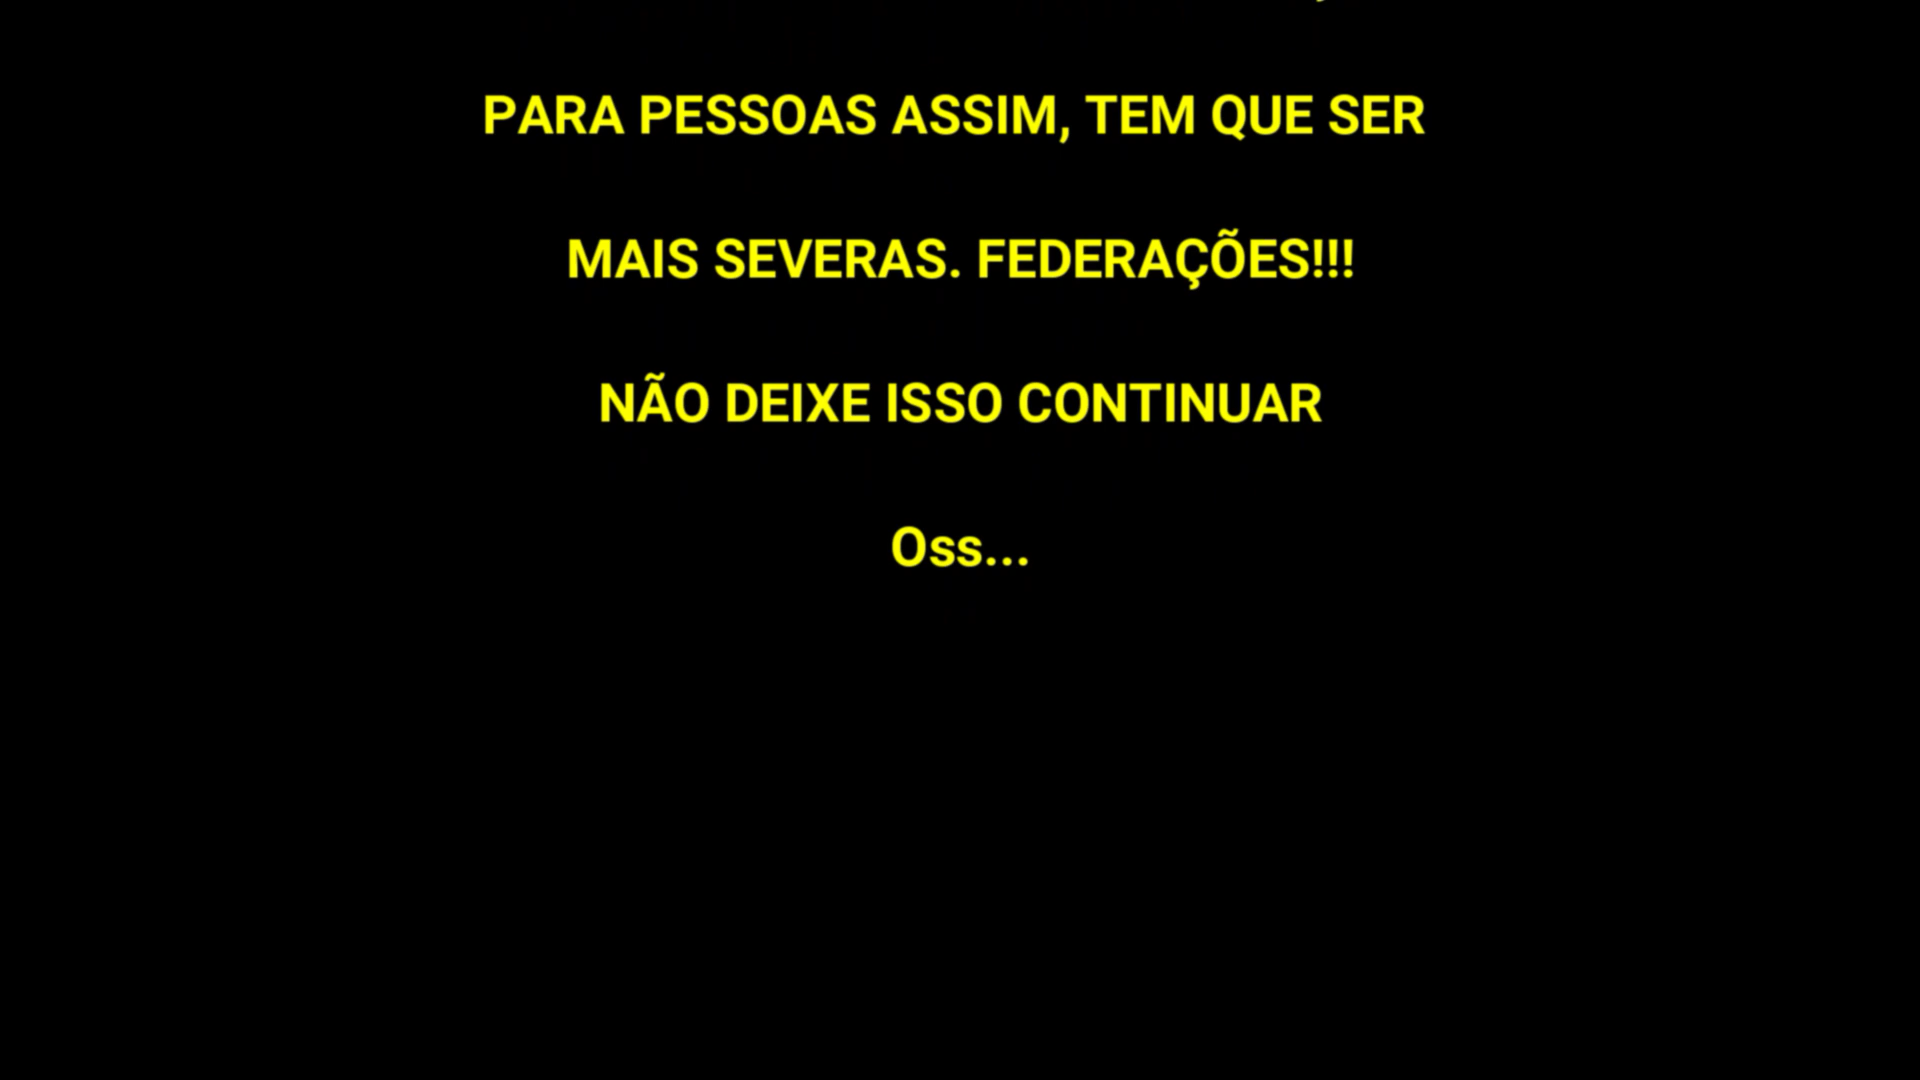 PARA PESSOAS ASSIM, TEM QUE SER
MAIS SEVERAS. FEDERAÇÕES!!!
NÃO DEIXE ISSO CONTINUAR
Oss...